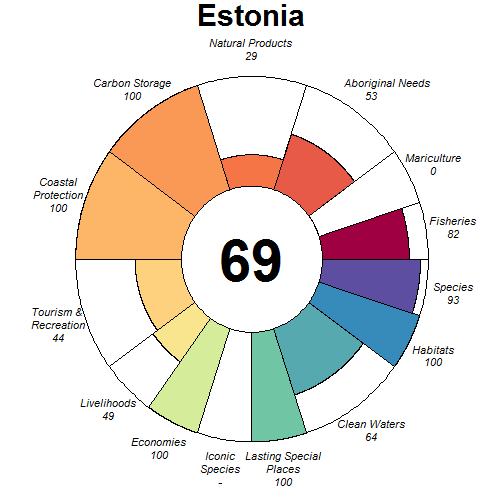 Estonia
Natural Products
29
Carbon Storage
100
Aboriginal Needs
53
Mariculture
0
Coastal
Protection
100
Fisheries
82
69
Species
93
Tourism &
Recreation
44
Habitats
100
Livelihoods
49
Clean Waters
64
Economies
100
Iconic
Species
-
Lasting Special
Places
100